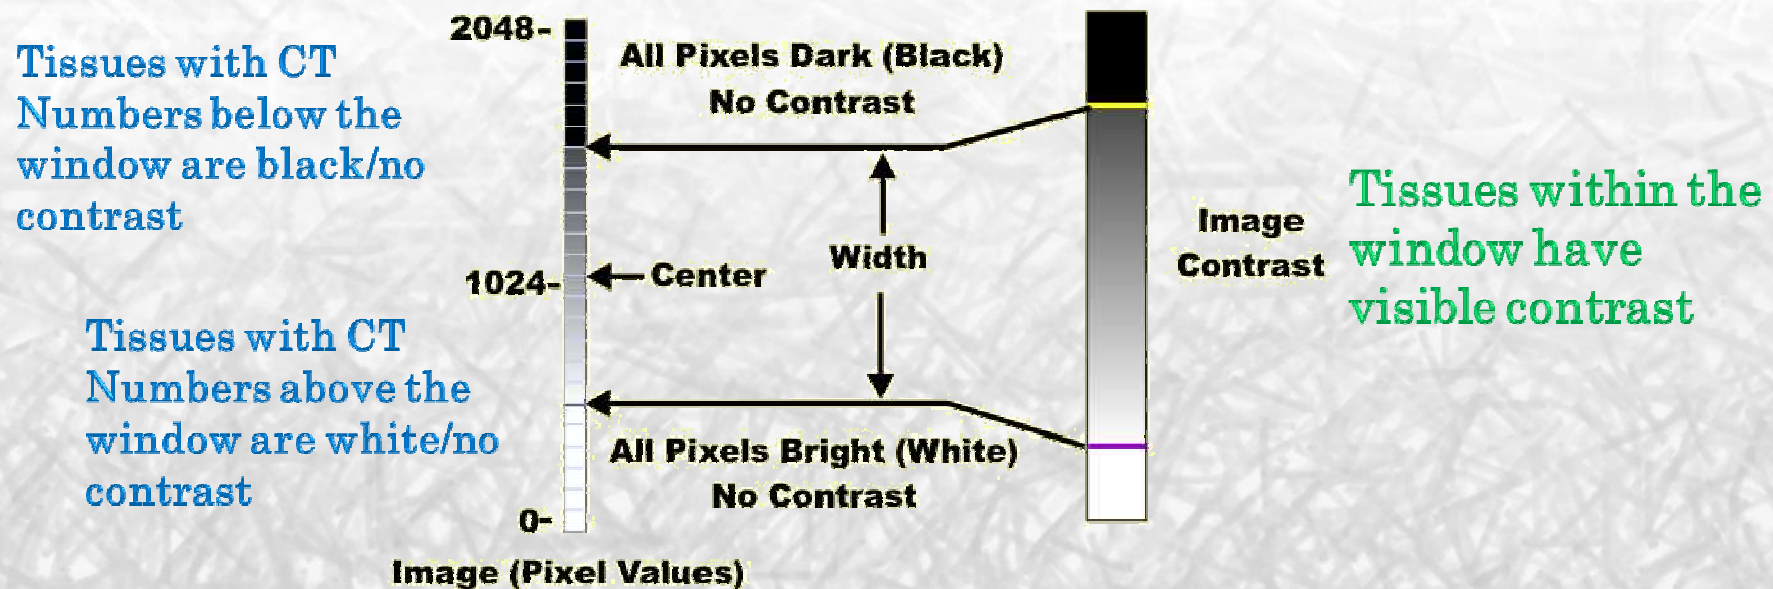 Tissues with CT
Numbers below the
window are black/no
contrast
Tissues with CT
Numbers above the
window are white/no
contrast
2048-
1024-
0-
All Pixels Dark (Black)
No Contrast
Center
Width
All Pixels Bright (White)
No Contrast
Image (Pixel Values)
Image
Contrast
Tissues within the
window have
visible contrast